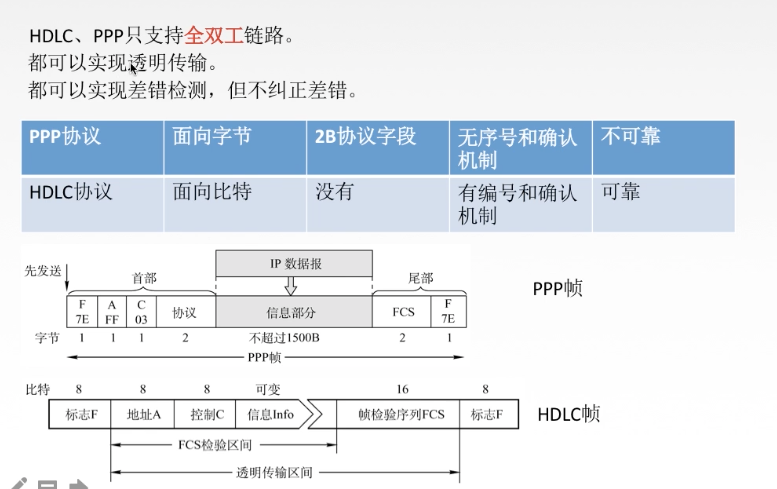 HDLC、PPP只支持全双工链路。
都可以实现透明传输。
都可以实现差错检测，但不纠正差错。
PPP协议 面向字节 2B协议字段 无序号和确认机制 不可靠
HDLC协议 面向比特 没有 有编号和确认机制 可靠
IP 数据报
先发送 首部 尾部
PPP帧
F 7E A FF C 03 协议 信息部分 FCS F 7E
字节 1 1 1 2 不超过1500B 2 1
PPP帧
比特 8 8 8 可变 16 8
标志F 地址A 控制C 信息Info 帧检验序列FCS 标志F
HDLC帧
FCS检验区间
透明传输区间